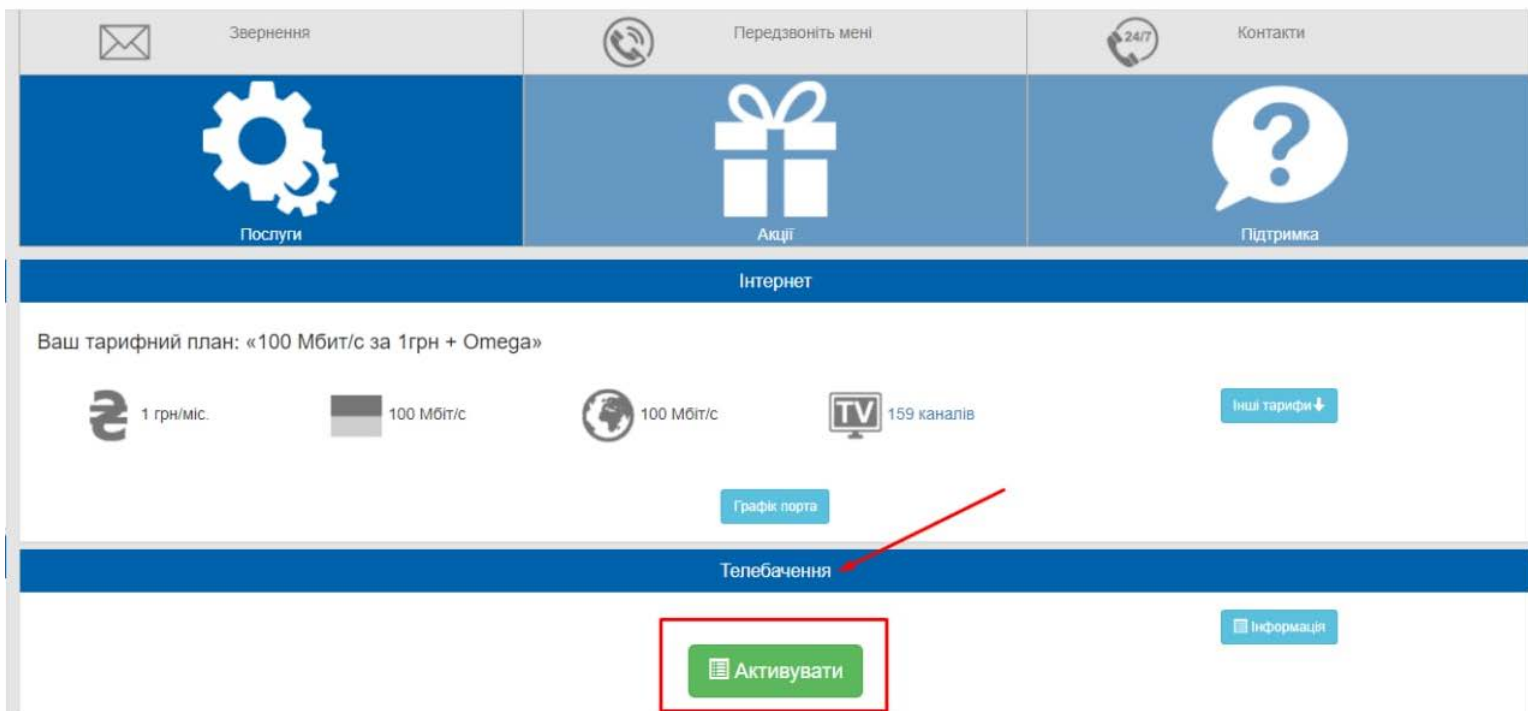 Звернення
Передзвоніть мені
24/7
Контакти
Послуги
Акції
Підтримка
Інтернет
Ваш тарифний план: «100 Мбит/с за 1грн + Omega»
1 грн/міс.
100 Мбіт/с
100 Мбіт/с
TV
159 каналів
Інші тарифи
Графік порта
Телебачення
Інформація
Активувати